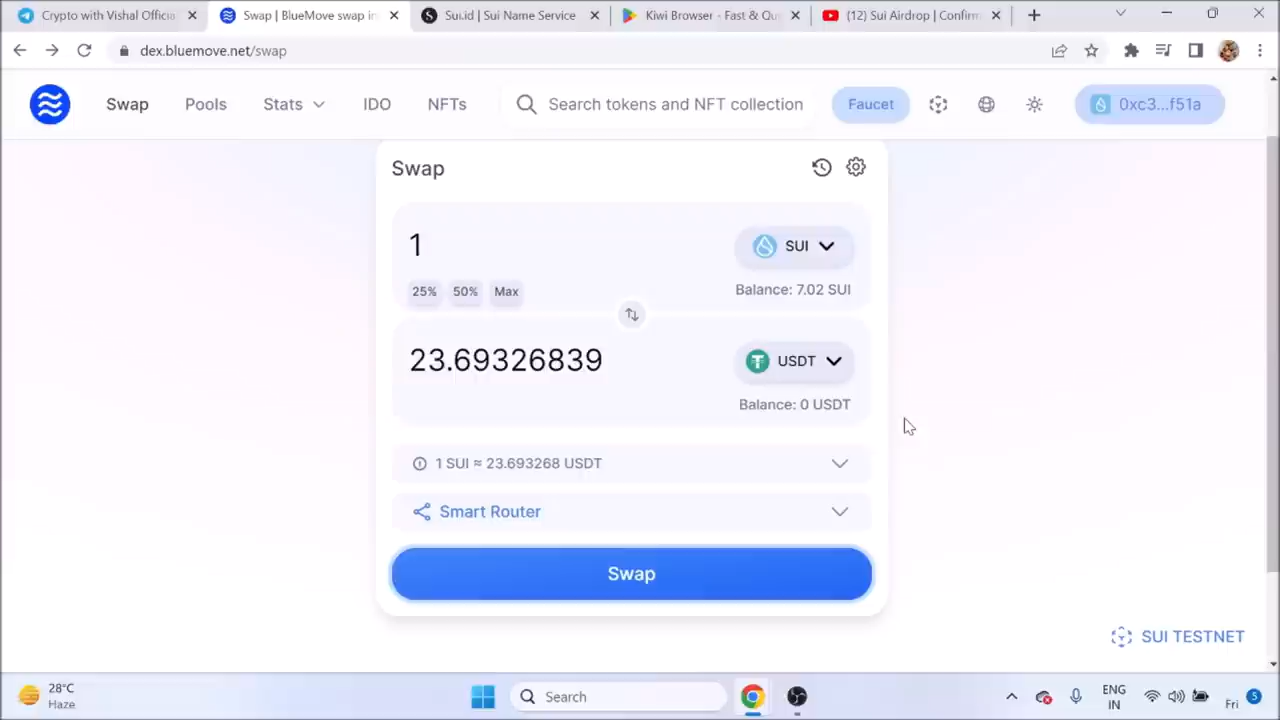 Crypto with Vishal Officia
Swap | BlueMove swap in
Sui.id | Sui Name Service
Kiwi Browser - Fast & Qu
(12) Sui Airdrop | Confirm
dex.bluemove.net/swap
Swap
Pools
Stats
IDO
NFTs
Search tokens and NFT collection
Faucet
0xc3...f51a
Swap
1
SUI
25%
50%
Max
Balance: 7.02 SUI
23.69326839
USDT
Balance: 0 USDT
1 SUI ≈ 23.693268 USDT
Smart Router
Swap
SUI TESTNET
28°C
Haze
Search
ENG
IN
Fri
5